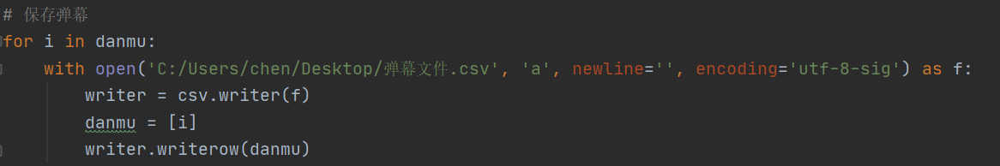 # 保存弹幕
for i in danmu:
    with open('C:/Users/chen/Desktop/弹幕文件.csv', 'a', newline='', encoding='utf-8-sig') as f:
        writer = csv.writer(f)
        danmu = [i]
        writer.writerow(danmu)